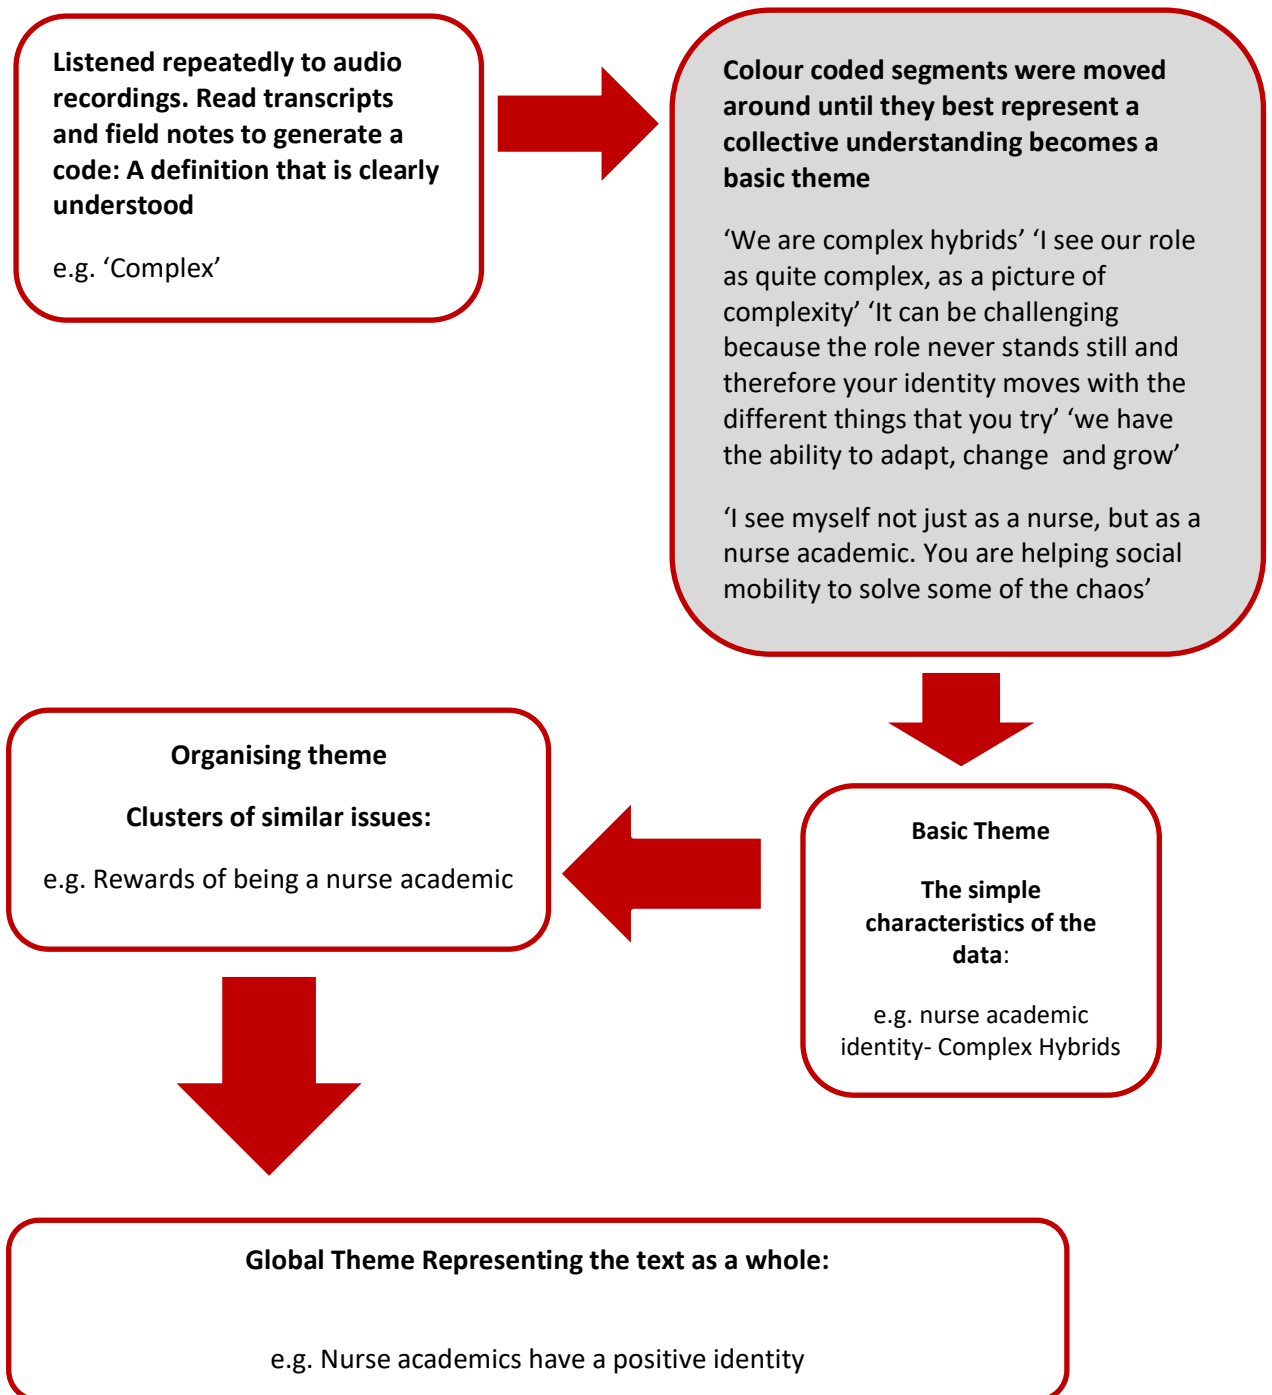 Listened repeatedly to audio
recordings. Read transcripts
and field notes to generate a
code: A definition that is clearly
understood
e.g. ‘Complex’
Colour coded segments were moved
around until they best represent a
collective understanding becomes a
basic theme
‘We are complex hybrids’ ‘I see our role
as quite complex, as a picture of
complexity’ ‘It can be challenging
because the role never stands still and
therefore your identity moves with the
different things that you try’ ‘we have
the ability to adapt, change  and grow’
‘I see myself not just as a nurse, but as a
nurse academic. You are helping social
mobility to solve some of the chaos’
Basic Theme
The simple
characteristics of the
data:
e.g. nurse academic
identity- Complex Hybrids
Organising theme
Clusters of similar issues:
e.g. Rewards of being a nurse academic
Global Theme Representing the text as a whole:
e.g. Nurse academics have a positive identity